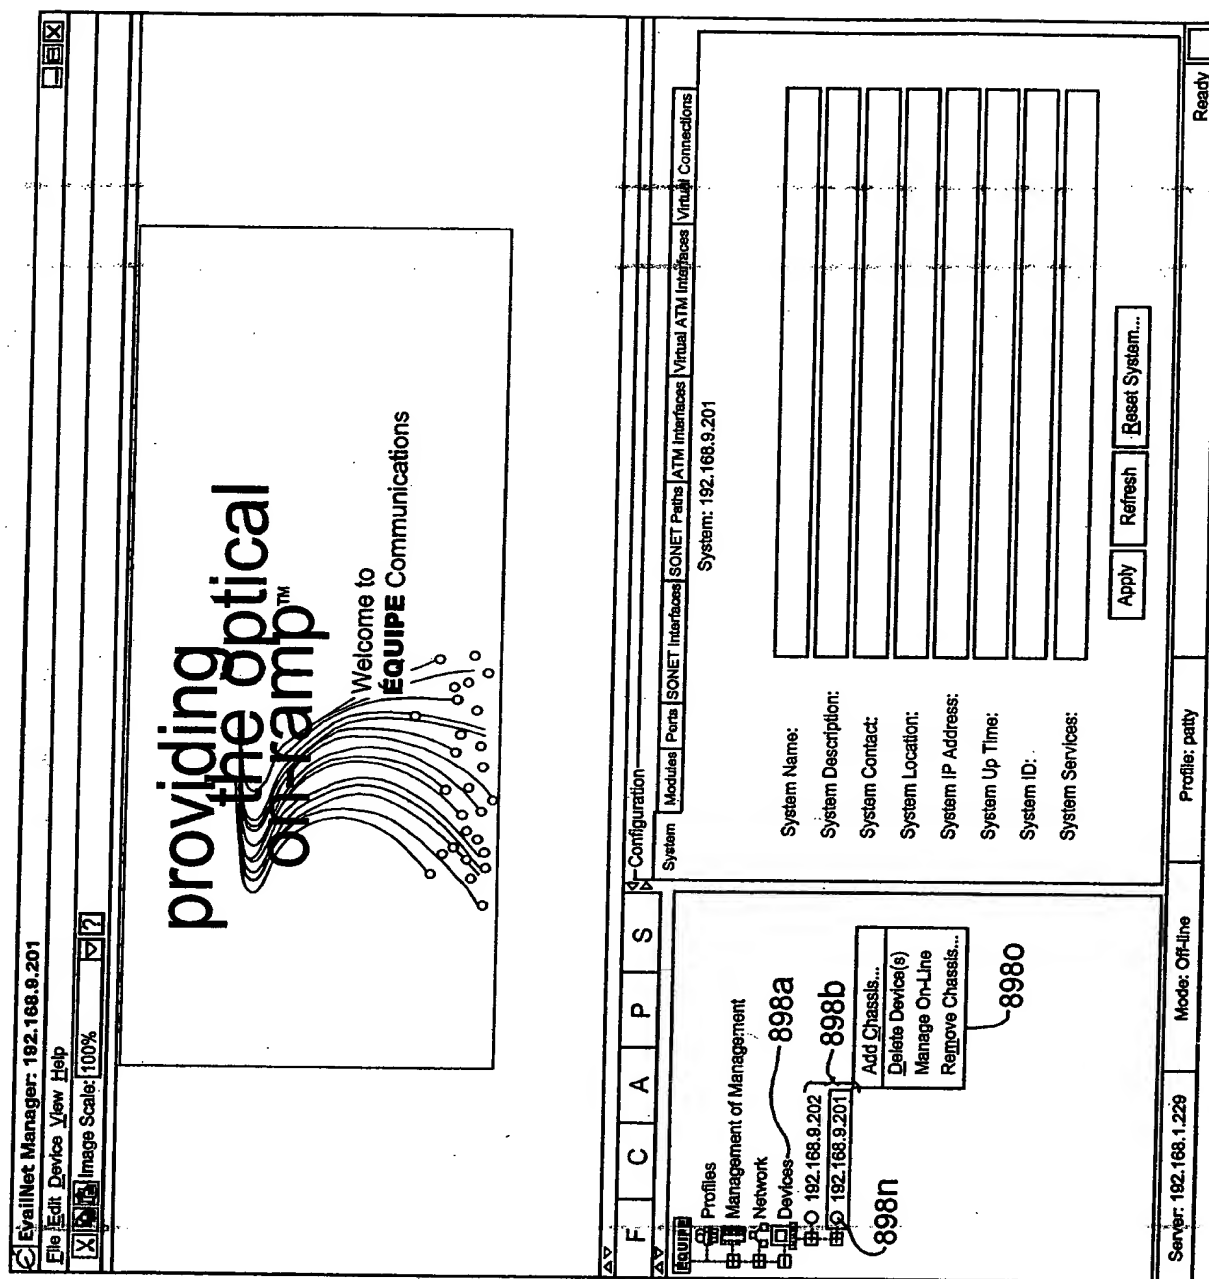 EvailNet Manager: 192.168.9.201
File Edit Device View Help
X Image Scale: 100% ?
providing
the optical
on-ramp™
Welcome to
ÉQUIPE Communications
F C A P S
EQUIPE
Profiles
Management of Management
Network
Devices
898a
192.168.9.202
898b
192.168.9.201
898n
Add Chassis...
Delete Device(s)
Manage On-Line
Remove Chassis...
898o
Configuration
System Modules Ports SONET Interfaces SONET Paths ATM Interfaces Virtual ATM Interfaces Virtual Connections
System: 192.168.9.201
System Name:
System Description:
System Contact:
System Location:
System IP Address:
System Up Time:
System ID:
System Services:
Apply Refresh Reset System...
Server: 192.168.1.229 Mode: Off-line Profile: patty Ready